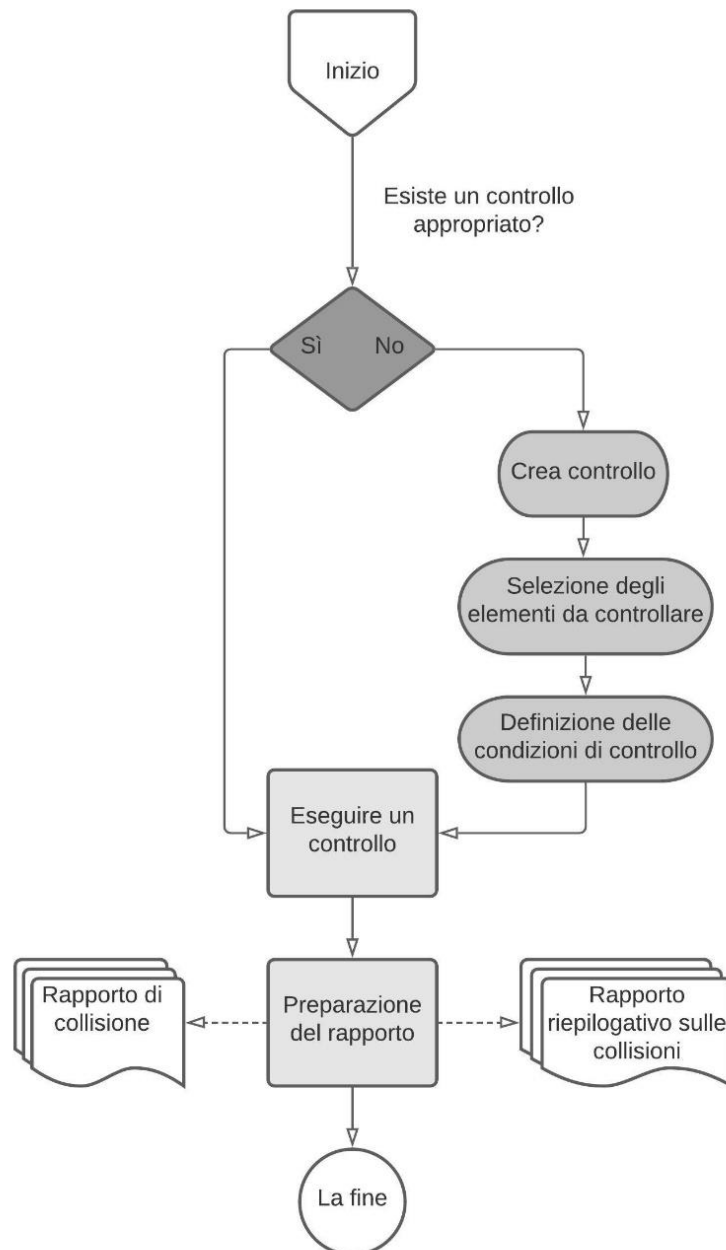 Inizio
Esiste un controllo
appropriato?
Sì No
Crea controllo
Selezione degli
elementi da controllare
Definizione delle
condizioni di controllo
Eseguire un
controllo
Rapporto di
collisione
Preparazione
del rapporto
Rapporto
riepilogativo sulle
collisioni
La fine